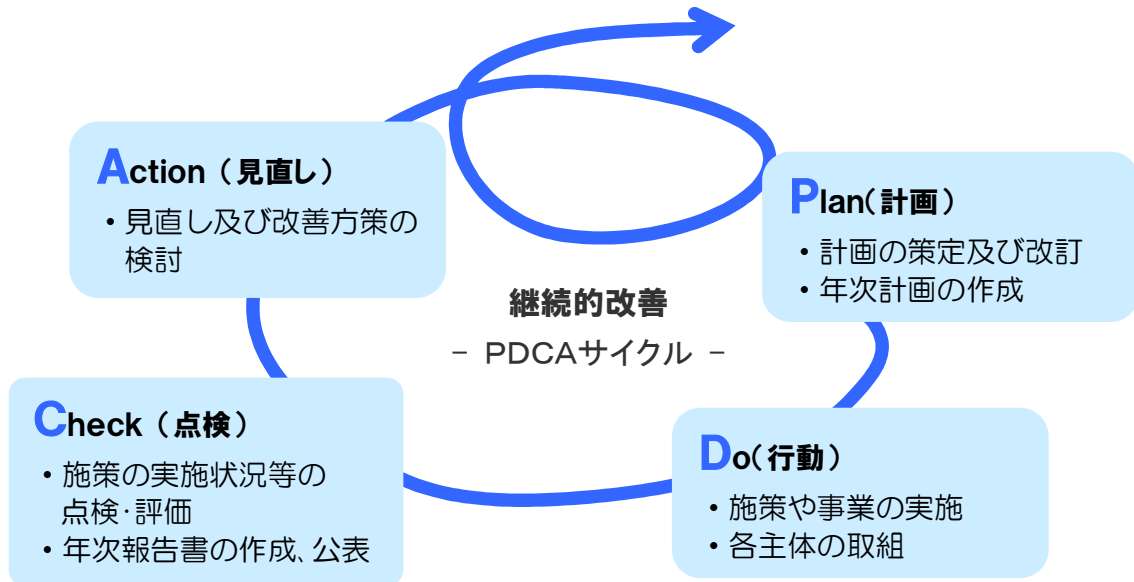 Action（見直し）
・見直し及び改善方策の
検討
Plan（計画）
・計画の策定及び改訂
・年次計画の作成
継続的改善
－ PDCAサイクル －
Check（点検）
・施策の実施状況等の
点検・評価
・年次報告書の作成、公表
Do（行動）
・施策や事業の実施
・各主体の取組